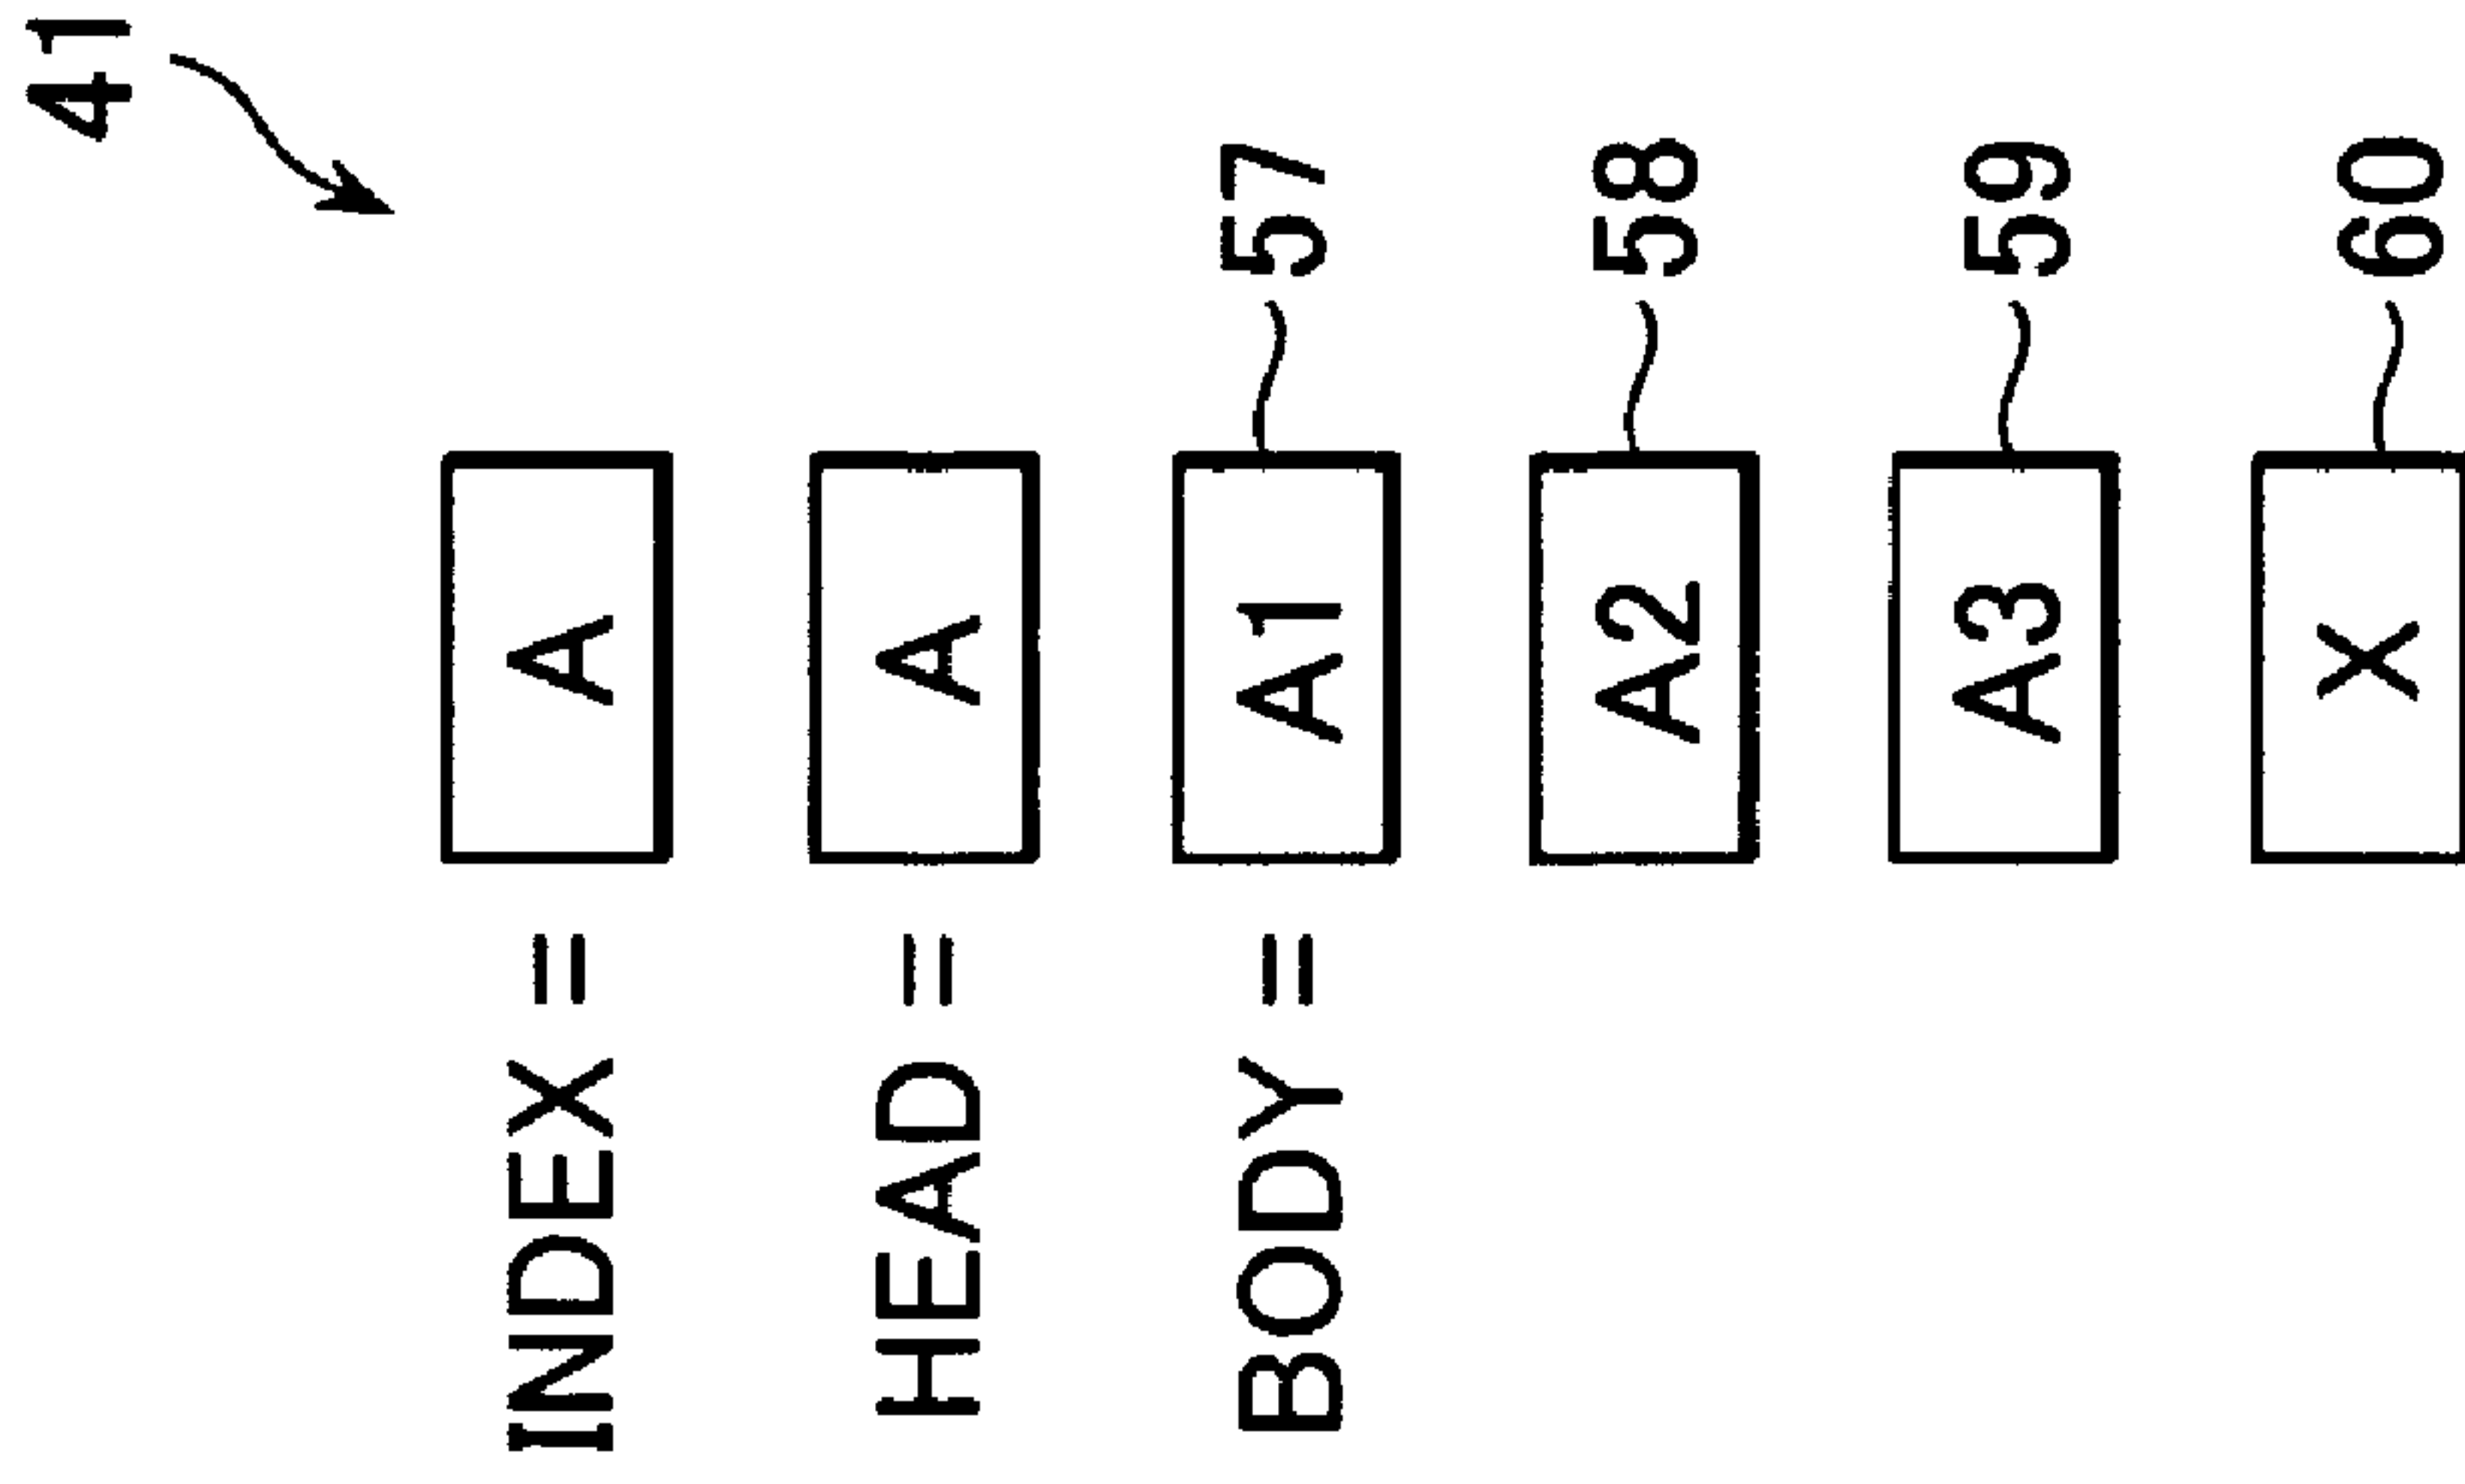 41
INDEX = A
HEAD = A
BODY = A1 57
A2 58
A3 59
X 60